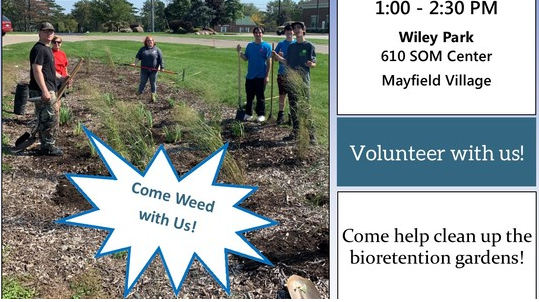 1:00 - 2:30 PM
Wiley Park
610 SOM Center
Mayfield Village
Volunteer with us!
Come Weed
with Us!
Come help clean up the
bioretention gardens!